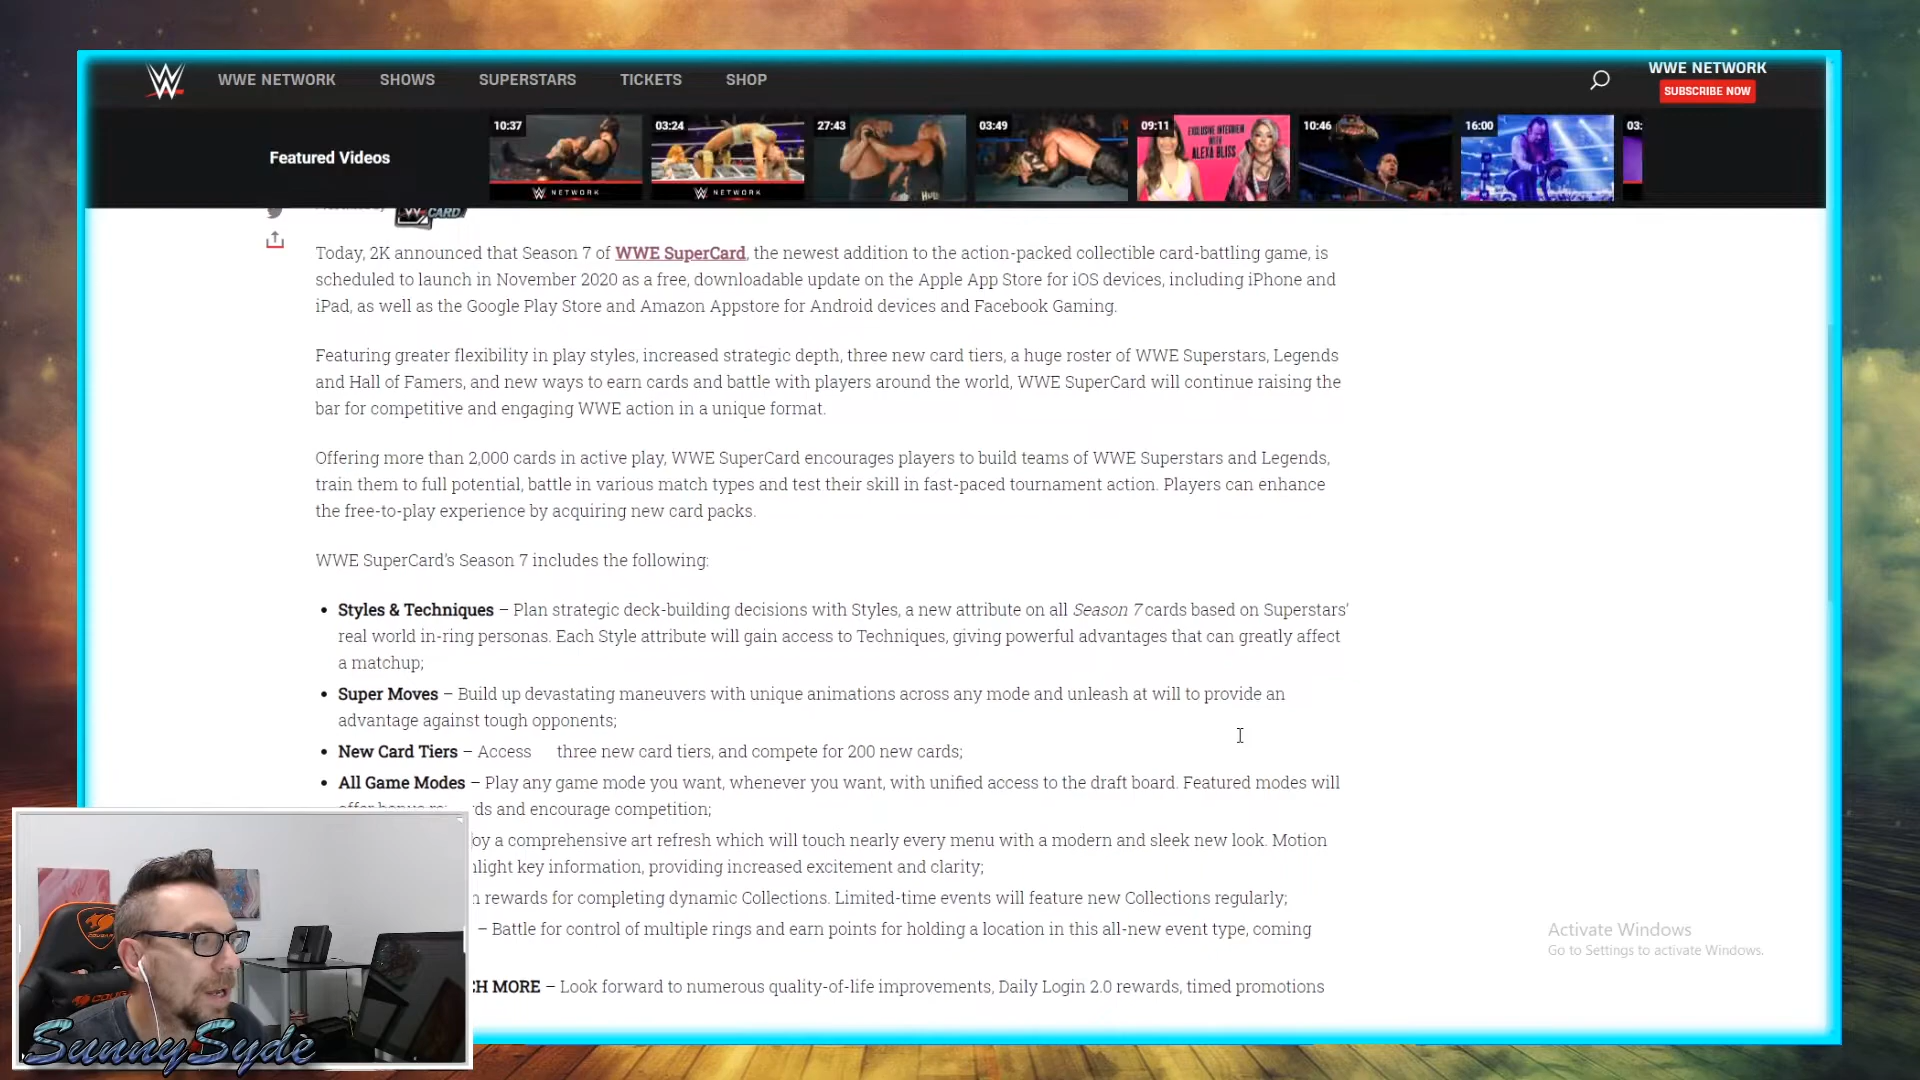 WWE NETWORK
WWE NETWORK SHOWS SUPERSTARS TICKETS SHOP
SUBSCRIBE NOW
Featured Videos
10:37
03:24
27:43
03:49
09:11
10:46
16:00
03:
EXCLUSIVE INTERVIEW
WITH
ALEXA BLISS
NETWORK
NETWORK
CARD
Today, 2K announced that Season 7 of WWE SuperCard, the newest addition to the action-packed collectible card-battling game, is
scheduled to launch in November 2020 as a free, downloadable update on the Apple App Store for iOS devices, including iPhone and
iPad, as well as the Google Play Store and Amazon Appstore for Android devices and Facebook Gaming.
Featuring greater flexibility in play styles, increased strategic depth, three new card tiers, a huge roster of WWE Superstars, Legends
and Hall of Famers, and new ways to earn cards and battle with players around the world, WWE SuperCard will continue raising the
bar for competitive and engaging WWE action in a unique format.
Offering more than 2,000 cards in active play, WWE SuperCard encourages players to build teams of WWE Superstars and Legends,
train them to full potential, battle in various match types and test their skill in fast-paced tournament action. Players can enhance
the free-to-play experience by acquiring new card packs.
WWE SuperCard's Season 7 includes the following:
• Styles & Techniques – Plan strategic deck-building decisions with Styles, a new attribute on all Season 7 cards based on Superstars'
real world in-ring personas. Each Style attribute will gain access to Techniques, giving powerful advantages that can greatly affect
a matchup;
• Super Moves – Build up devastating maneuvers with unique animations across any mode and unleash at will to provide an
advantage against tough opponents;
• New Card Tiers – Access three new card tiers, and compete for 200 new cards;
• All Game Modes – Play any game mode you want, whenever you want, with unified access to the draft board. Featured modes will
ds and encourage competition;
oy a comprehensive art refresh which will touch nearly every menu with a modern and sleek new look. Motion
hlight key information, providing increased excitement and clarity;
n rewards for completing dynamic Collections. Limited-time events will feature new Collections regularly;
– Battle for control of multiple rings and earn points for holding a location in this all-new event type, coming
CH MORE – Look forward to numerous quality-of-life improvements, Daily Login 2.0 rewards, timed promotions
Activate Windows
Go to Settings to activate Windows.
COUGAR
SunnySyde